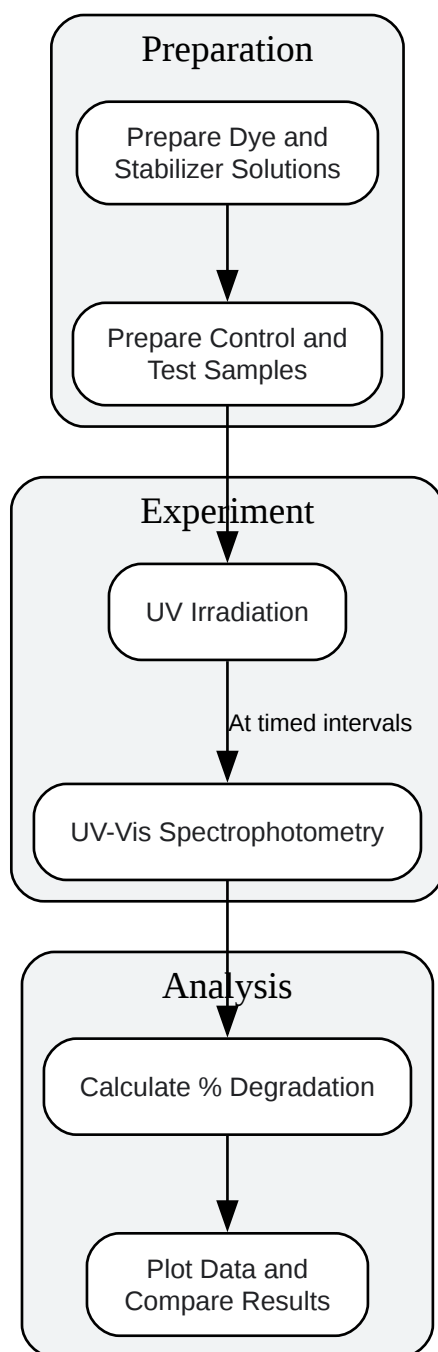 Preparation
Prepare Dye and
Stabilizer Solutions
Prepare Control and
Test Samples
Experiment
UV Irradiation
At timed intervals
UV-Vis Spectrophotometry
Analysis
Calculate % Degradation
Plot Data and
Compare Results